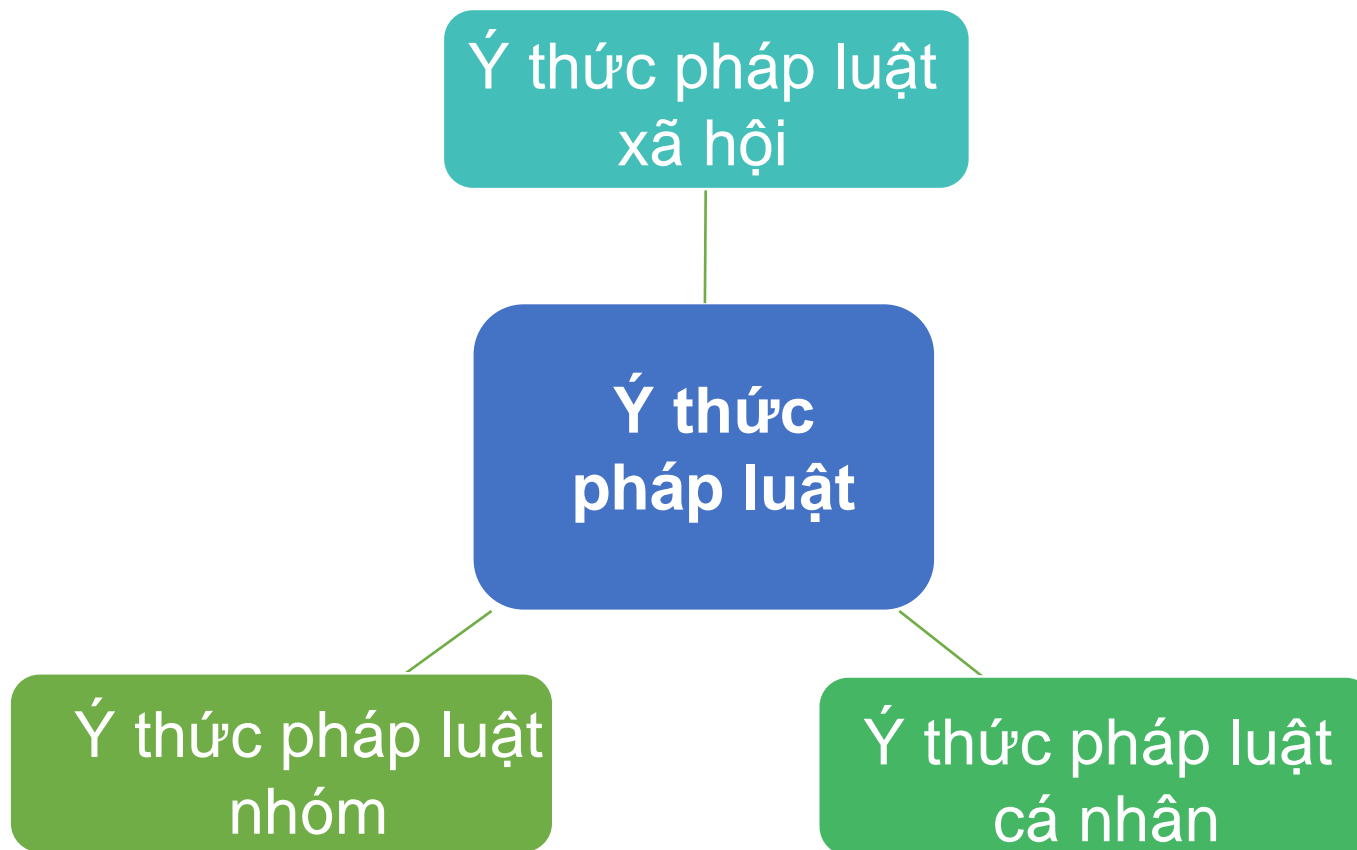 Ý thức pháp luật
xã hội
Ý thức
pháp luật
Ý thức pháp luật
nhóm
Ý thức pháp luật
cá nhân